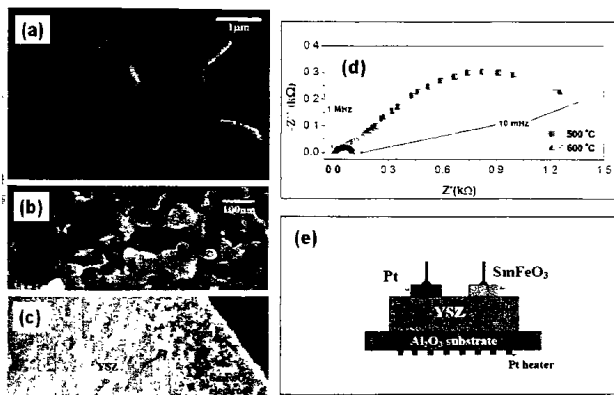 (a)
1μm
(b)
100nm
(c)
YSZ
0.4
(d)
0.3
-Z'' (kΩ)
0.2
1 MHz
0.1
10 mHz
500 °C
600 °C
0.0
0.0 0.3 0.6 0.9 1.2 1.5
Z'(kΩ)
(e)
Pt
SmFeO₃
YSZ
Al₂O₃ substrate
Pt heater